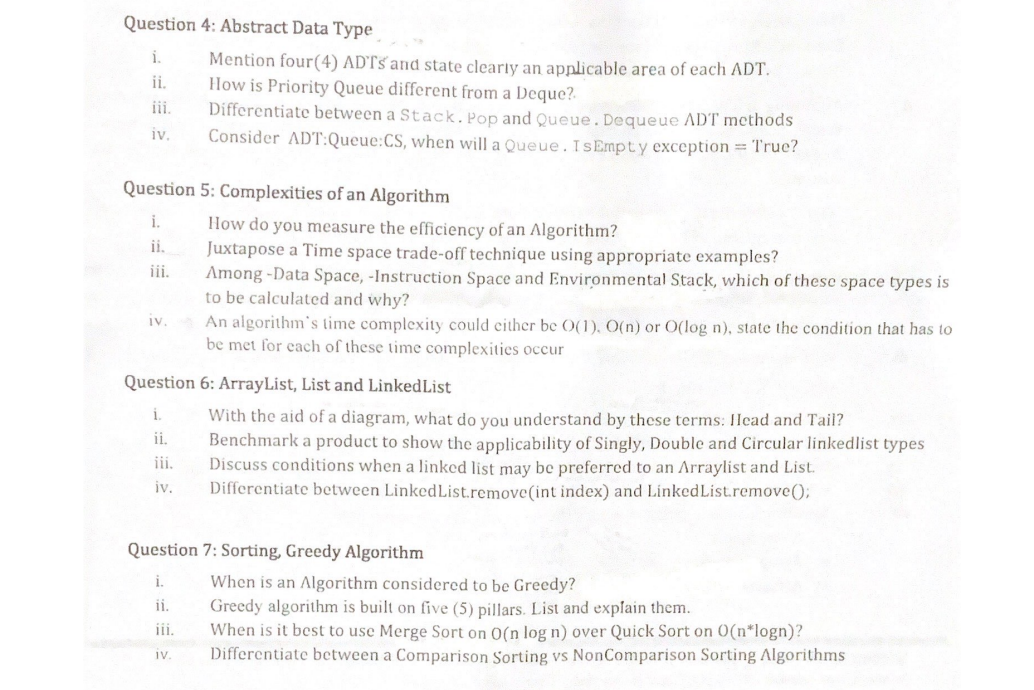 Question 4: Abstract Data Type
i. Mention four(4) ADTs and state clearly an applicable area of each ADT.
ii. How is Priority Queue different from a Deque?
iii. Differentiate between a Stack.Pop and Queue.Dequeue ADT methods
iv. Consider ADT:Queue:CS, when will a Queue.IsEmpty exception = True?
Question 5: Complexities of an Algorithm
i. How do you measure the efficiency of an Algorithm?
ii. Juxtapose a Time space trade-off technique using appropriate examples?
iii. Among -Data Space, -Instruction Space and Environmental Stack, which of these space types is
to be calculated and why?
iv. An algorithm's time complexity could either be O(1), O(n) or O(log n), state the condition that has to
be met for each of these time complexities occur
Question 6: ArrayList, List and LinkedList
i. With the aid of a diagram, what do you understand by these terms: Head and Tail?
ii. Benchmark a product to show the applicability of Singly, Double and Circular linkedlist types
iii. Discuss conditions when a linked list may be preferred to an Arraylist and List.
iv. Differentiate between LinkedList.remove(int index) and LinkedList.remove();
Question 7: Sorting, Greedy Algorithm
i. When is an Algorithm considered to be Greedy?
ii. Greedy algorithm is built on five (5) pillars. List and explain them.
iii. When is it best to use Merge Sort on O(n log n) over Quick Sort on O(n*logn)?
iv. Differentiate between a Comparison Sorting vs NonComparison Sorting Algorithms